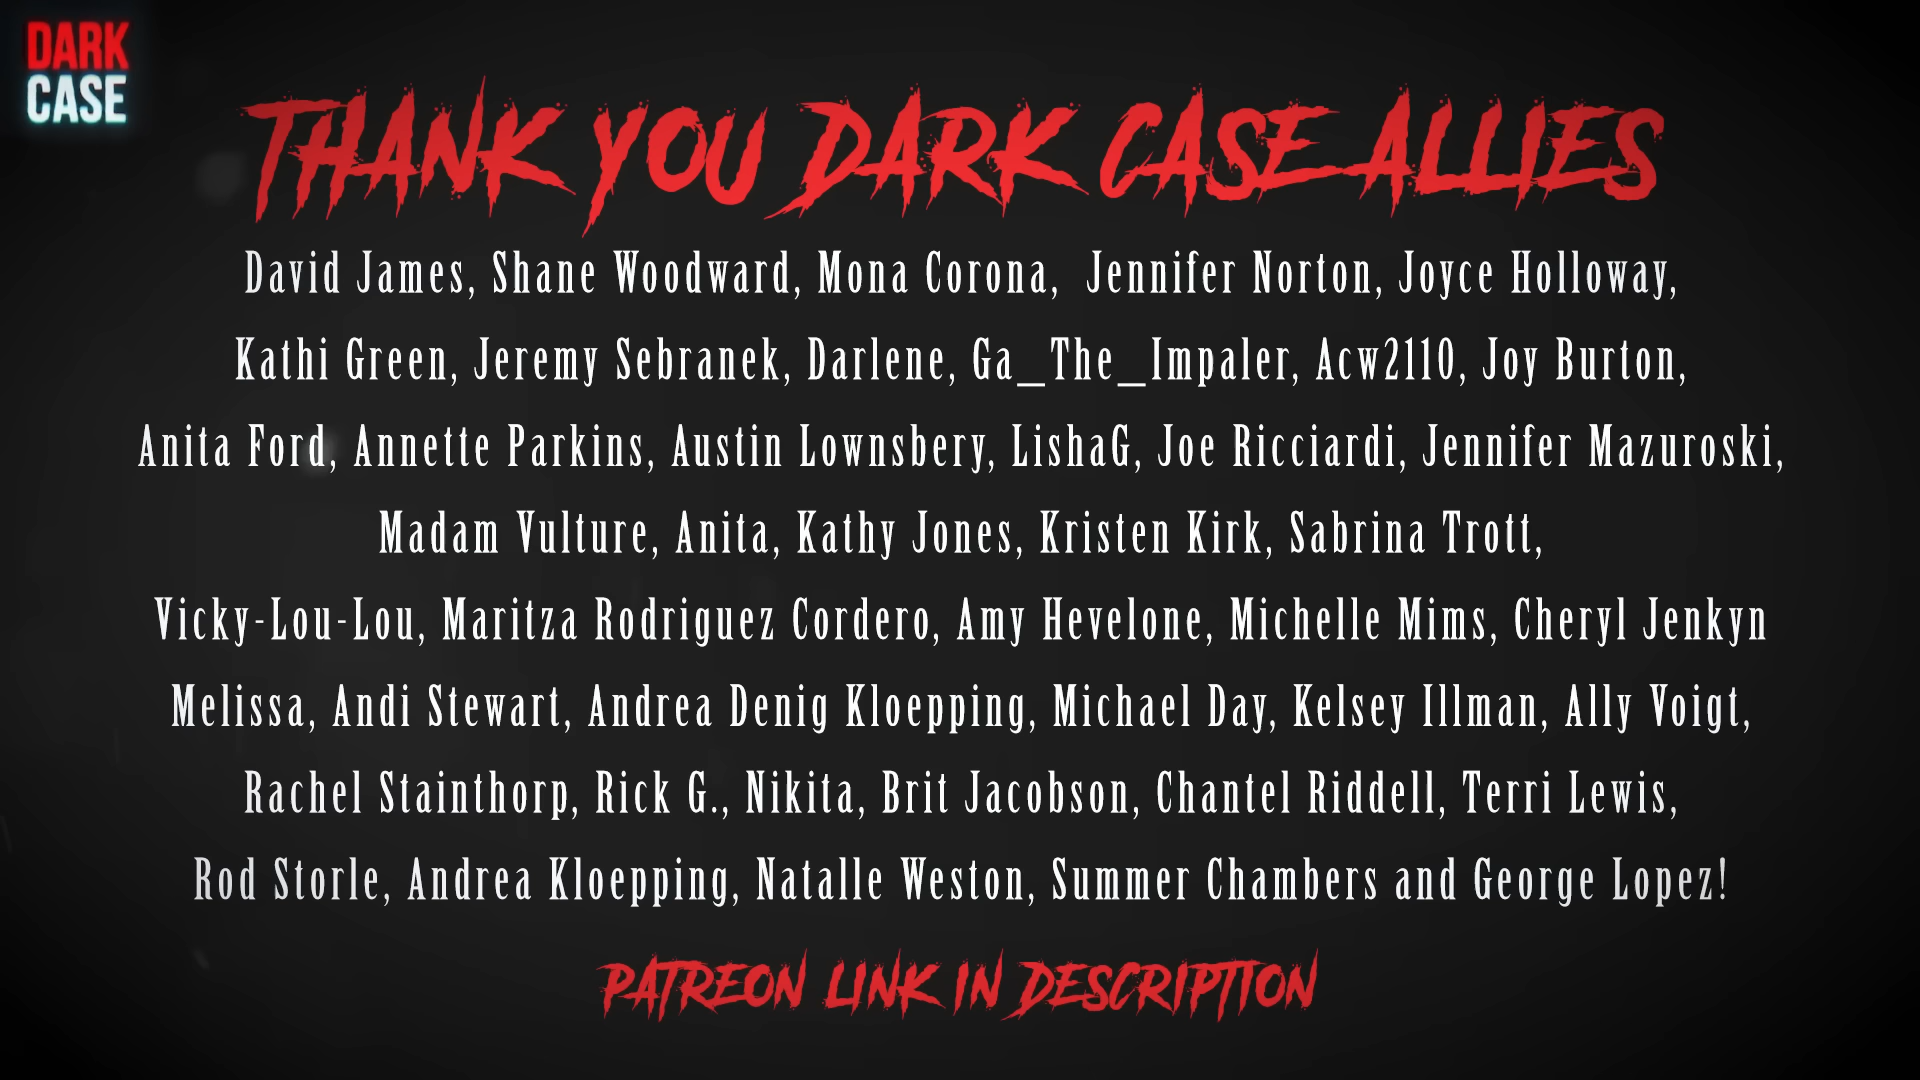 DARK
CASE
THANK YOU DARK CASE ALLIES
David James, Shane Woodward, Mona Corona,  Jennifer Norton, Joyce Holloway,
Kathi Green, Jeremy Sebranek, Darlene, Ga_The_Impaler, Acw2110, Joy Burton,
Anita Ford, Annette Parkins, Austin Lownsbery, LishaG, Joe Ricciardi, Jennifer Mazuroski,
Madam Vulture, Anita, Kathy Jones, Kristen Kirk, Sabrina Trott,
Vicky-Lou-Lou, Maritza Rodriguez Cordero, Amy Hevelone, Michelle Mims, Cheryl Jenkyn
Melissa, Andi Stewart, Andrea Denig Kloepping, Michael Day, Kelsey Illman, Ally Voigt,
Rachel Stainthorp, Rick G., Nikita, Brit Jacobson, Chantel Riddell, Terri Lewis,
Rod Storle, Andrea Kloepping, Natalle Weston, Summer Chambers and George Lopez!
PATREON LINK IN DESCRIPTION